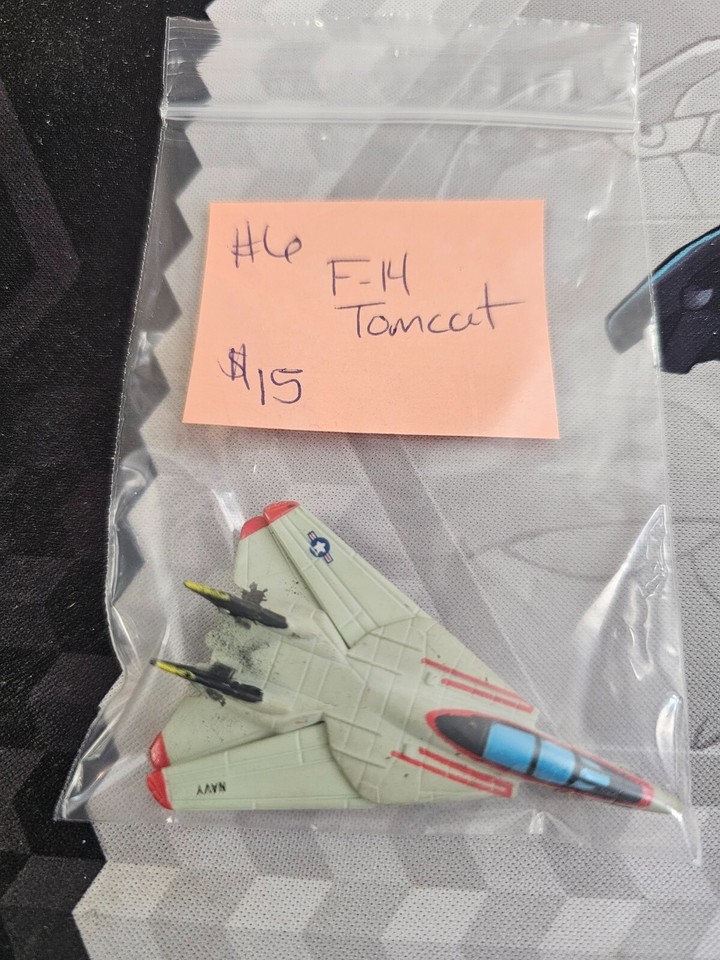 #6
F-14
Tomcat
$15
NAVY